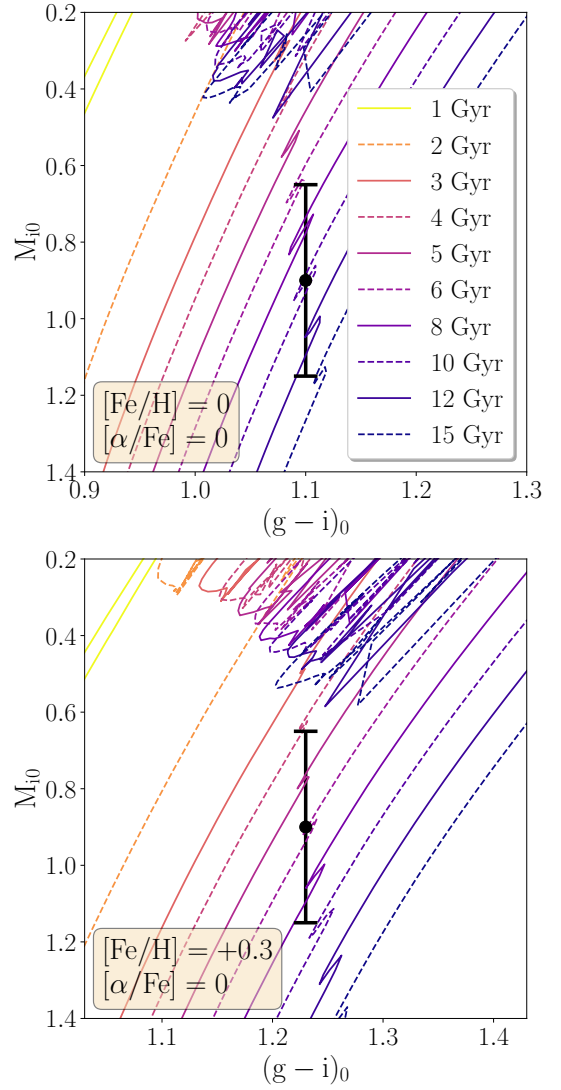 0.2
0.4
0.6
0.8
1.0
1.2
1.4
M_{i0}
1 Gyr
2 Gyr
3 Gyr
4 Gyr
5 Gyr
6 Gyr
8 Gyr
10 Gyr
12 Gyr
15 Gyr
[Fe/H] = 0
[α/Fe] = 0
0.9 1.0 1.1 1.2 1.3
(g − i)_0
0.2
0.4
0.6
0.8
1.0
1.2
1.4
M_{i0}
[Fe/H] = +0.3
[α/Fe] = 0
1.1 1.2 1.3 1.4
(g − i)_0